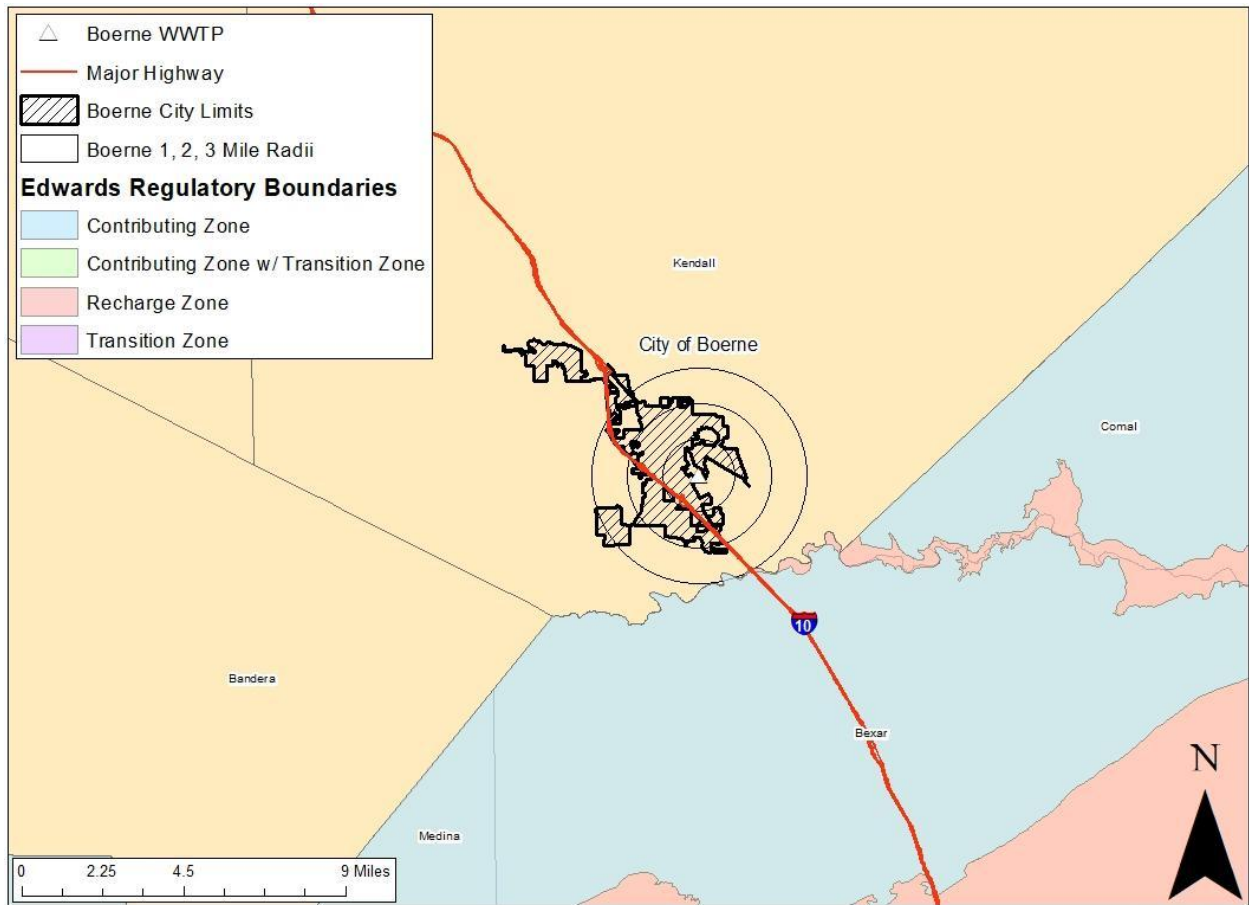 Boerne WWTP
Major Highway
Boerne City Limits
Boerne 1, 2, 3 Mile Radii
Edwards Regulatory Boundaries
Contributing Zone
Contributing Zone w/ Transition Zone
Recharge Zone
Transition Zone
Kendall
City of Boerne
Comal
10
Bandera
Bexar
N
Medina
0 2.25 4.5 9 Miles